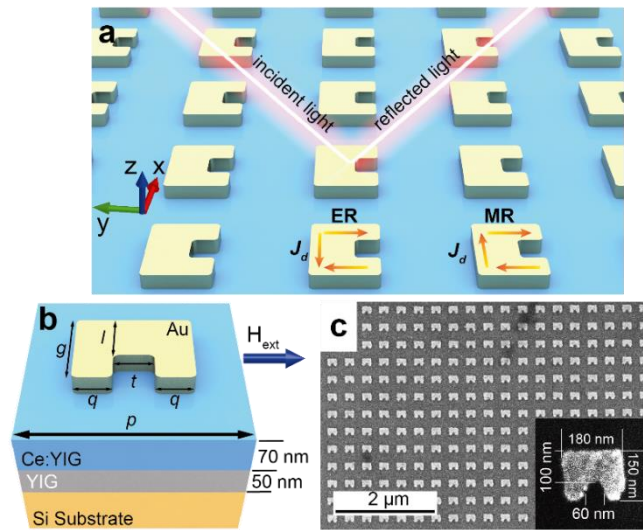 a
incident light
reflected light
z
x
y
ER
MR
J_d
J_d
b
Au
H_ext
g
l
t
q
q
p
Ce:YIG
70 nm
YIG
50 nm
Si Substrate
c
2 μm
180 nm
100 nm
150 nm
60 nm